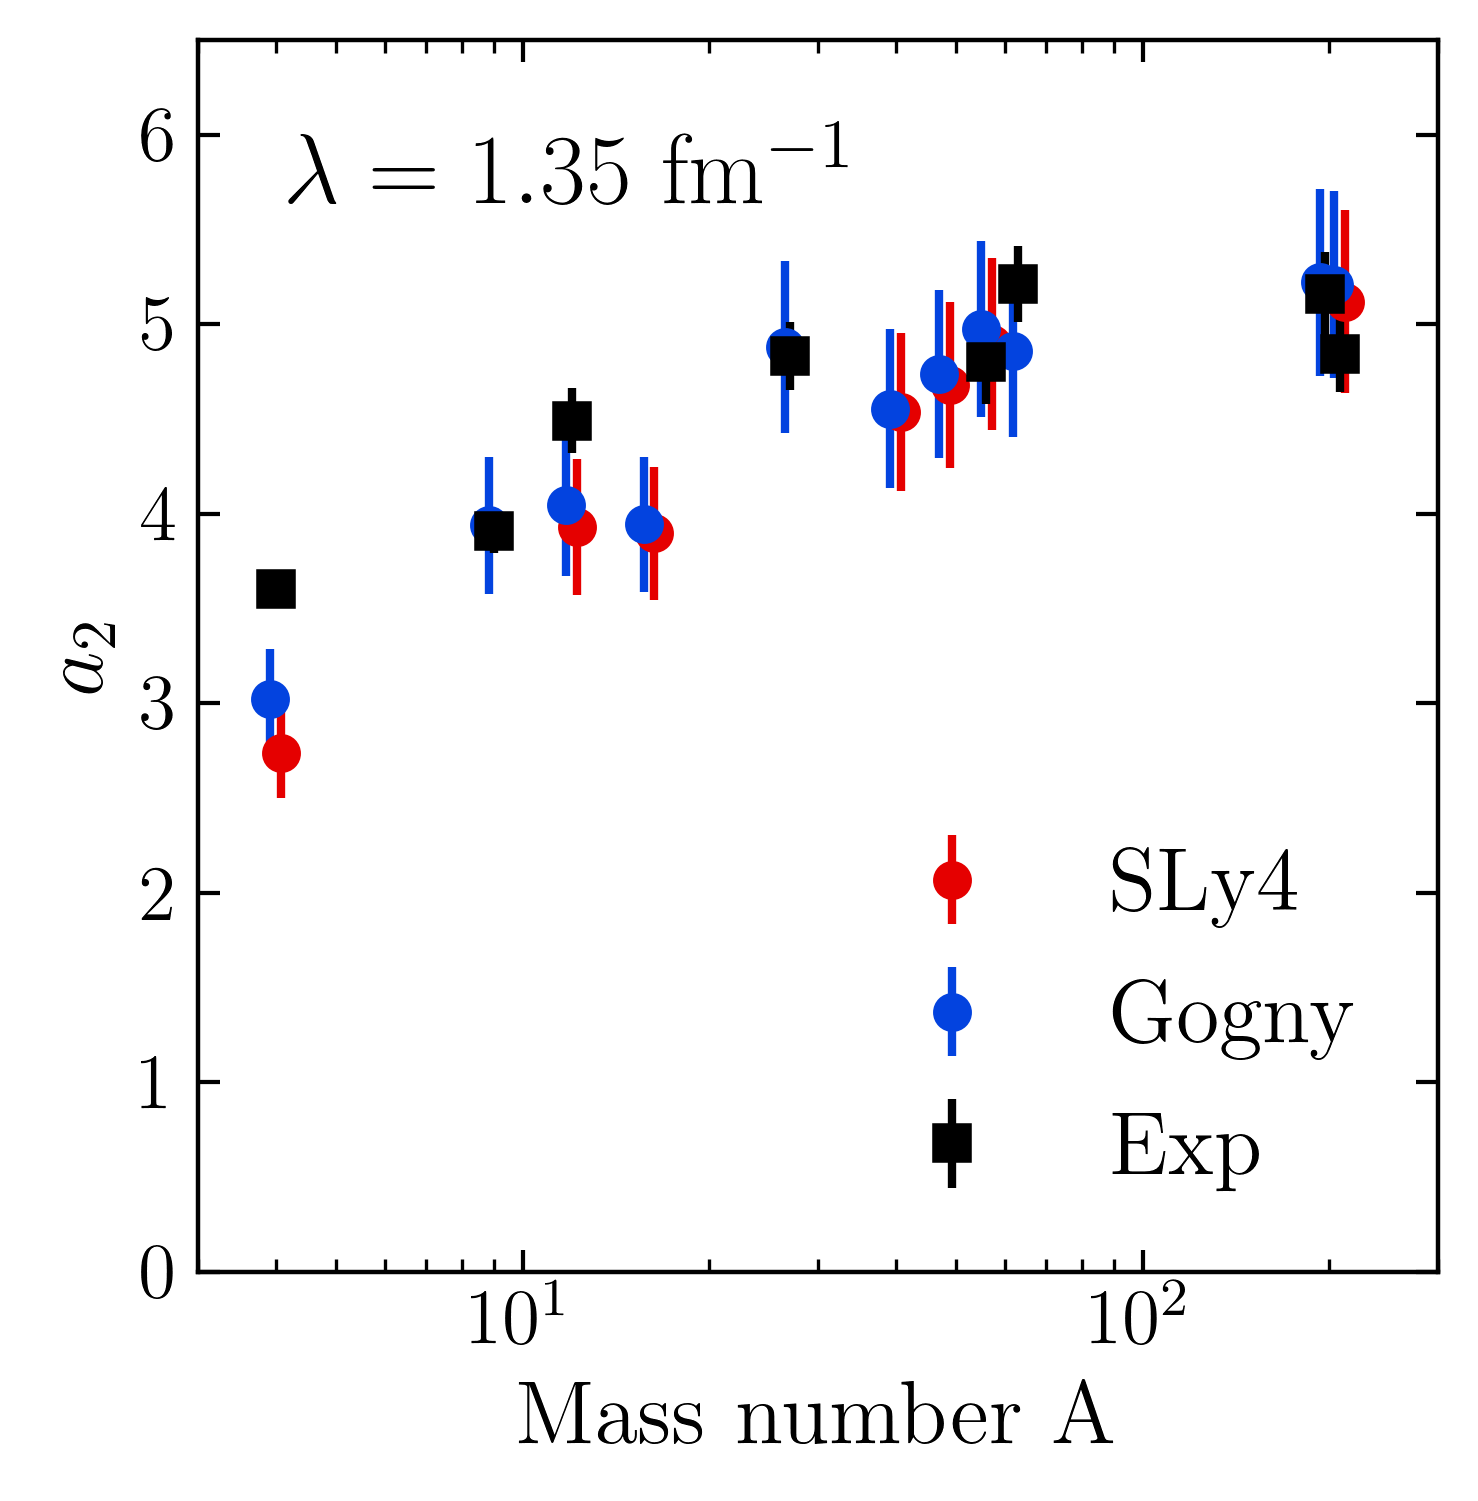 λ = 1.35 fm⁻¹
6
5
4
3
2
1
0
a₂
SLy4
Gogny
Exp
10¹ 10²
Mass number A